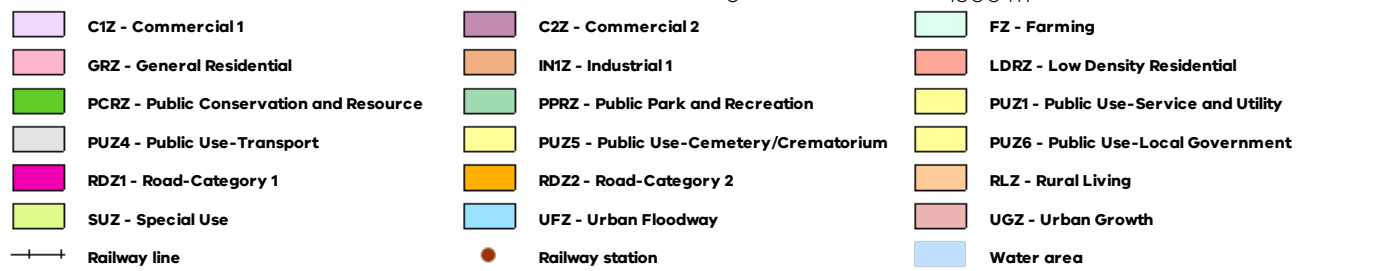 C1Z - Commercial 1
C2Z - Commercial 2
FZ - Farming
GRZ - General Residential
IN1Z - Industrial 1
LDRZ - Low Density Residential
PCRZ - Public Conservation and Resource
PPRZ - Public Park and Recreation
PUZ1 - Public Use-Service and Utility
PUZ4 - Public Use-Transport
PUZ5 - Public Use-Cemetery/Crematorium
PUZ6 - Public Use-Local Government
RDZ1 - Road-Category 1
RDZ2 - Road-Category 2
RLZ - Rural Living
SUZ - Special Use
UFZ - Urban Floodway
UGZ - Urban Growth
Railway line
Railway station
Water area